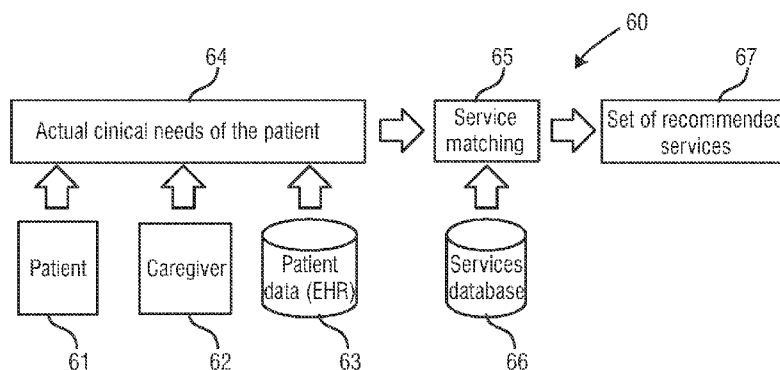 60
64
65
67
Actual clinical needs of the patient
Service
matching
Set of recommended
services
Patient
Caregiver
Patient
data (EHR)
Services
database
61
62
63
66